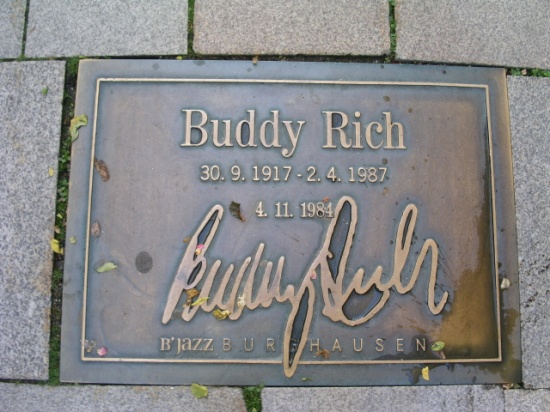 Buddy Rich
30. 9. 1917 - 2. 4. 1987
4. 11. 1984
Buddy Rich
B'JAZZ BURGHAUSEN